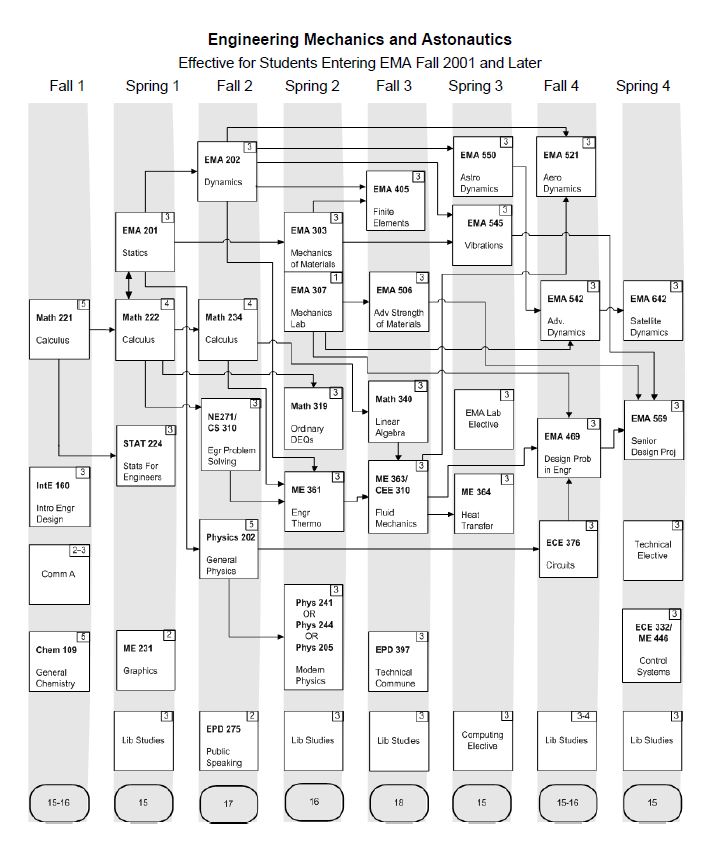 Engineering Mechanics and Astonautics
Effective for Students Entering EMA Fall 2001 and Later
Fall 1
Spring 1
Fall 2
Spring 2
Fall 3
Spring 3
Fall 4
Spring 4
5
Math 221
Calculus
3
IntE 160
Intro Engr
Design
2–3
Comm A
5
Chem 109
General
Chemistry
15-16
3
EMA 201
Statics
4
Math 222
Calculus
3
STAT 224
Stats For
Engineers
2
ME 231
Graphics
3
Lib Studies
15
3
EMA 202
Dynamics
4
Math 234
Calculus
3
NE271/
CS 310
Egr Problem
Solving
5
Physics 202
General
Physics
2
EPD 275
Public
Speaking
17
3
EMA 303
Mechanics
of Materials
1
EMA 307
Mechanics
Lab
3
Math 319
Ordinary
DEQs
3
ME 361
Engr
Thermo
3
Phys 241
OR
Phys 244
OR
Phys 205
Modern
Physics
3
Lib Studies
16
3
EMA 405
Finite
Elements
3
EMA 506
Adv Strength
of Materials
3
Math 340
Linear
Algebra
3
ME 363/
CEE 310
Fluid
Mechanics
3
EPD 397
Technical
Commune
3
Lib Studies
18
3
EMA 550
Astro
Dynamics
3
EMA 545
Vibrations
3
EMA Lab
Elective
3
ME 364
Heat
Transfer
3
Computing
Elective
15
3
EMA 521
Aero
Dynamics
3
EMA 542
Adv.
Dynamics
3
EMA 469
Design Prob
in Engr
3
ECE 376
Circuits
3-4
Lib Studies
15-16
3
EMA 642
Satellite
Dynamics
3
EMA 569
Senior
Design Proj
3
Technical
Elective
3
ECE 332/
ME 446
Control
Systems
3
Lib Studies
15